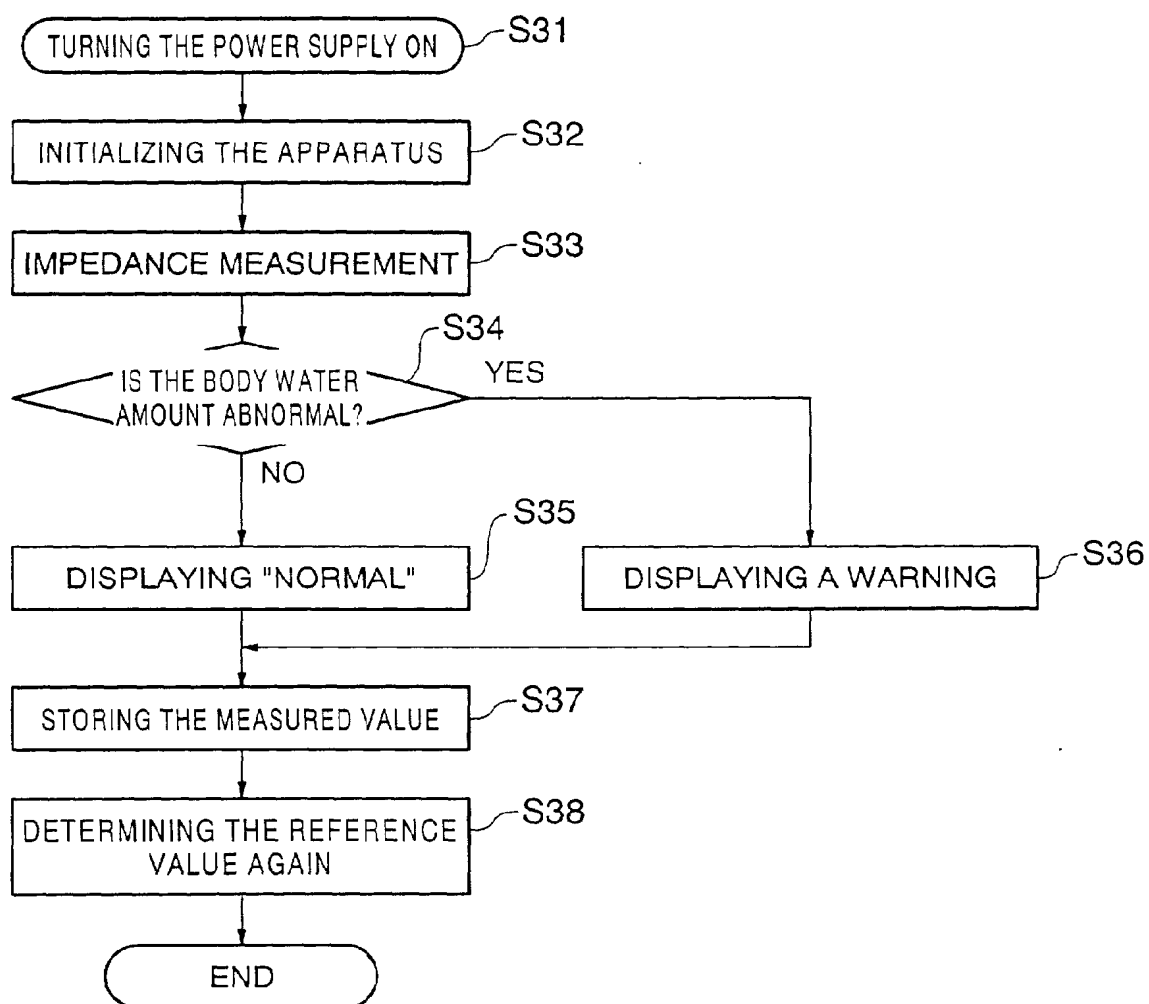 TURNING THE POWER SUPPLY ON
S31
INITIALIZING THE APPARATUS
S32
IMPEDANCE MEASUREMENT
S33
S34
IS THE BODY WATER
AMOUNT ABNORMAL?
YES
NO
DISPLAYING "NORMAL"
S35
DISPLAYING A WARNING
S36
STORING THE MEASURED VALUE
S37
DETERMINING THE REFERENCE
VALUE AGAIN
S38
END